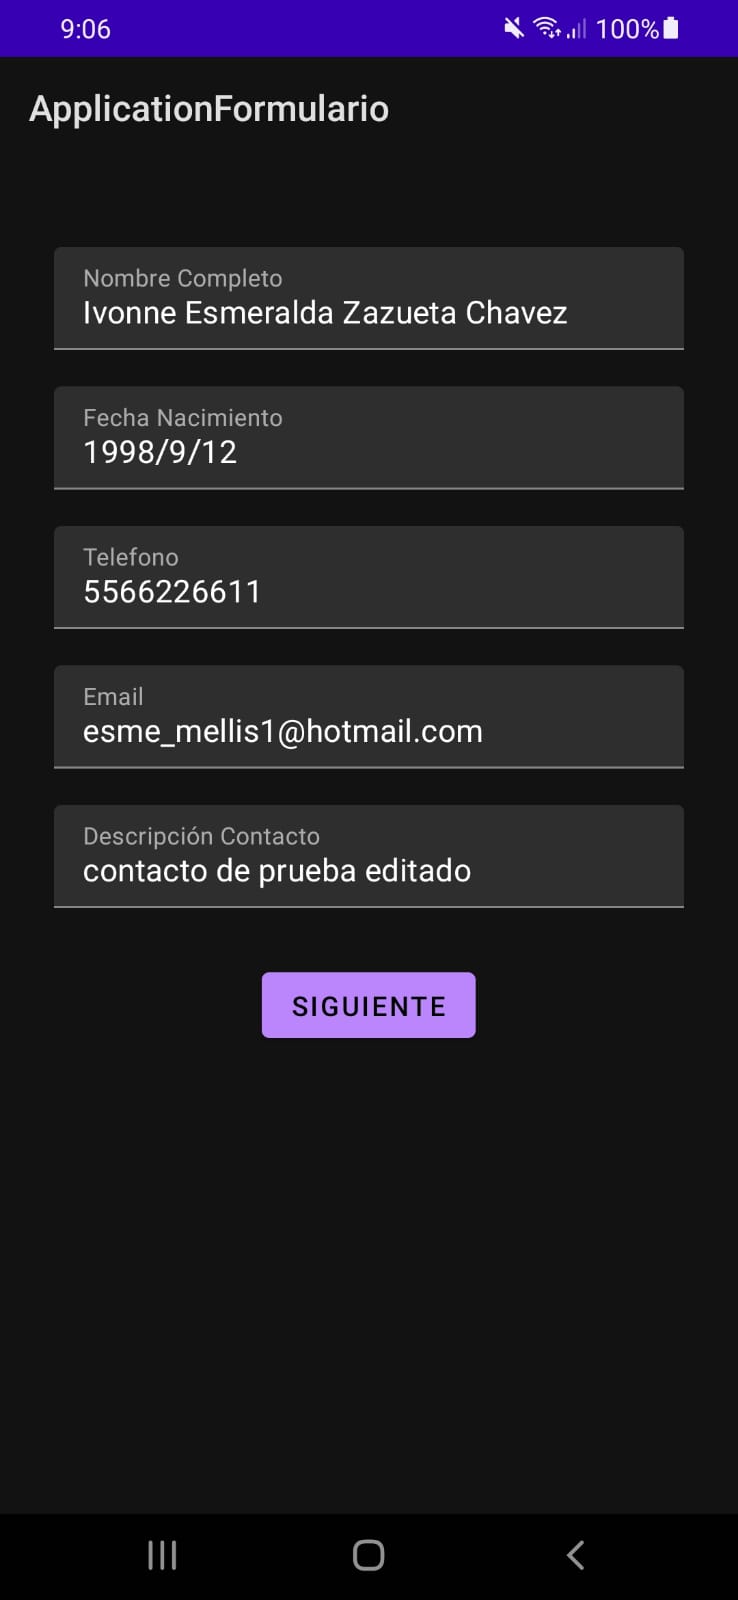 9:06 100%
ApplicationFormulario
Nombre Completo
Ivonne Esmeralda Zazueta Chavez
Fecha Nacimiento
1998/9/12
Telefono
5566226611
Email
esme_mellis1@hotmail.com
Descripción Contacto
contacto de prueba editado
SIGUIENTE